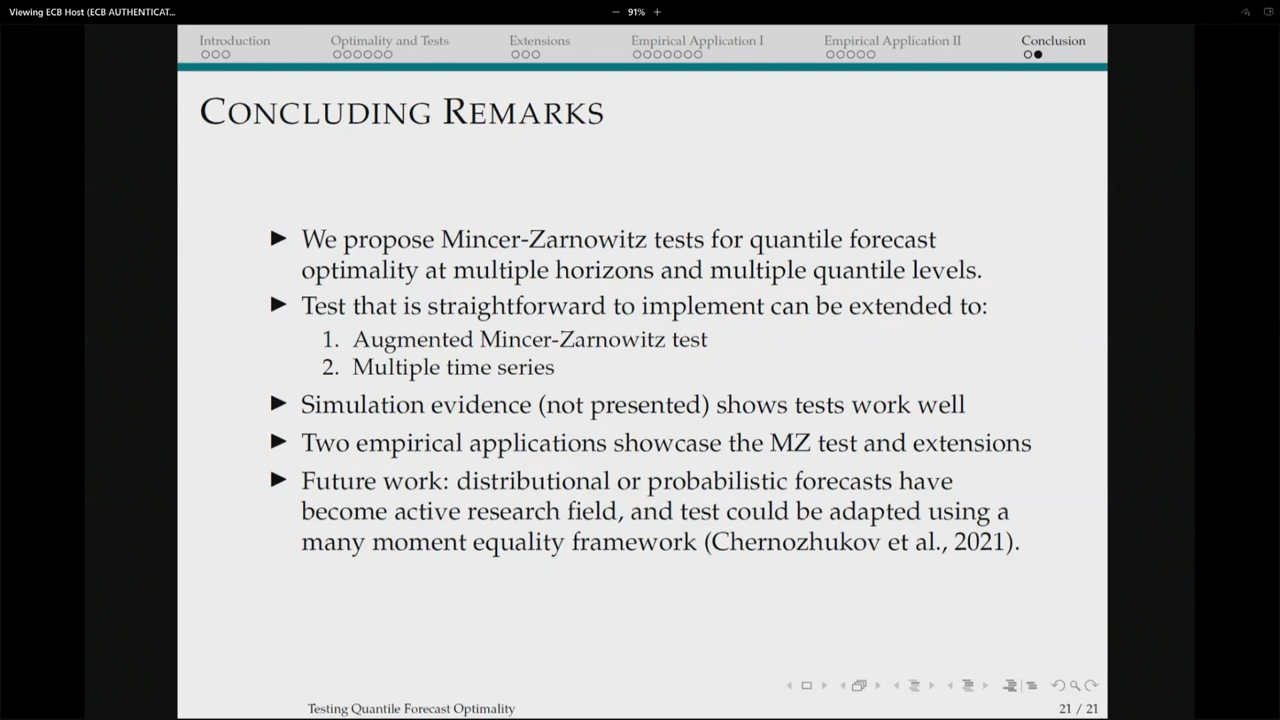 Viewing ECB Host (ECB AUTHENTICAT...
− 91% +
Introduction Optimality and Tests Extensions Empirical Application I Empirical Application II Conclusion
CONCLUDING REMARKS
► We propose Mincer-Zarnowitz tests for quantile forecast
optimality at multiple horizons and multiple quantile levels.
► Test that is straightforward to implement can be extended to:
1. Augmented Mincer-Zarnowitz test
2. Multiple time series
► Simulation evidence (not presented) shows tests work well
► Two empirical applications showcase the MZ test and extensions
► Future work: distributional or probabilistic forecasts have
become active research field, and test could be adapted using a
many moment equality framework (Chernozhukov et al., 2021).
Testing Quantile Forecast Optimality 21 / 21